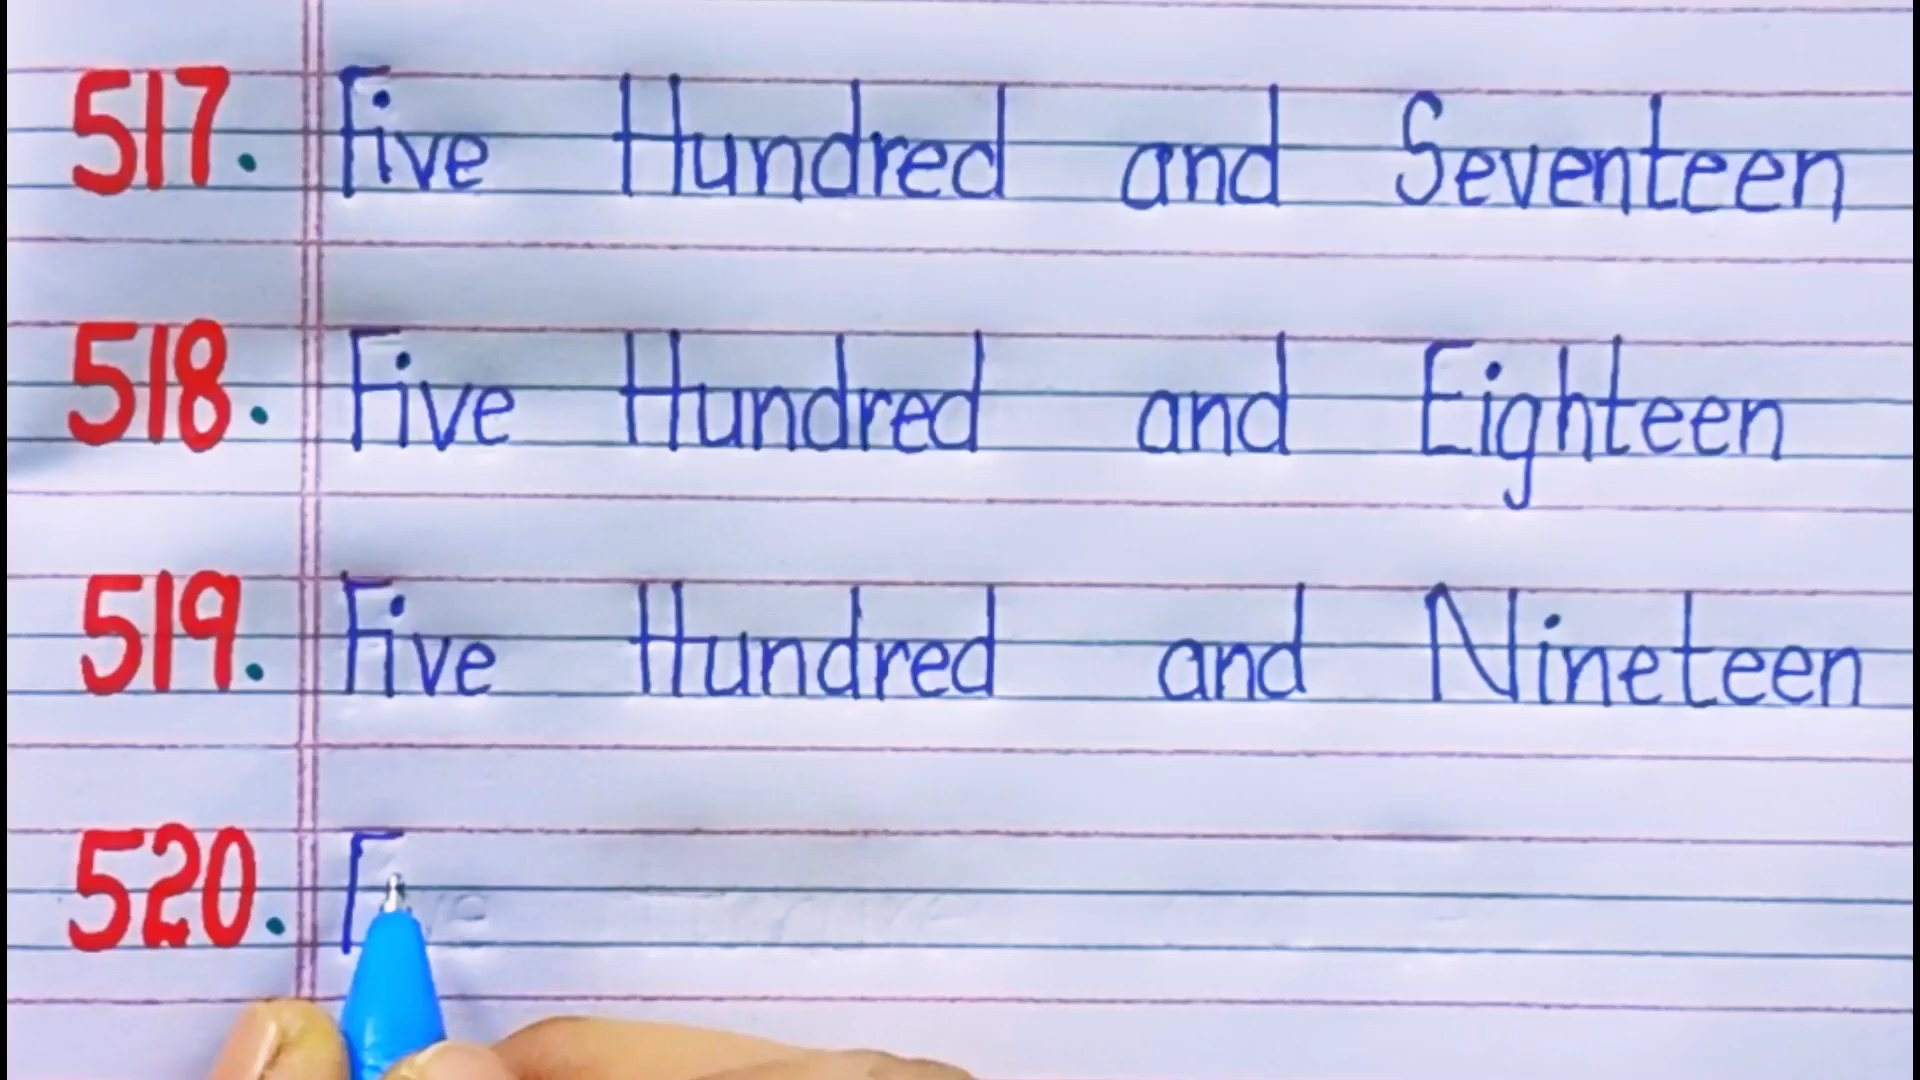 517. Five Hundred and Seventeen
518. Five Hundred and Eighteen
519. Five Hundred and Nineteen
520. F